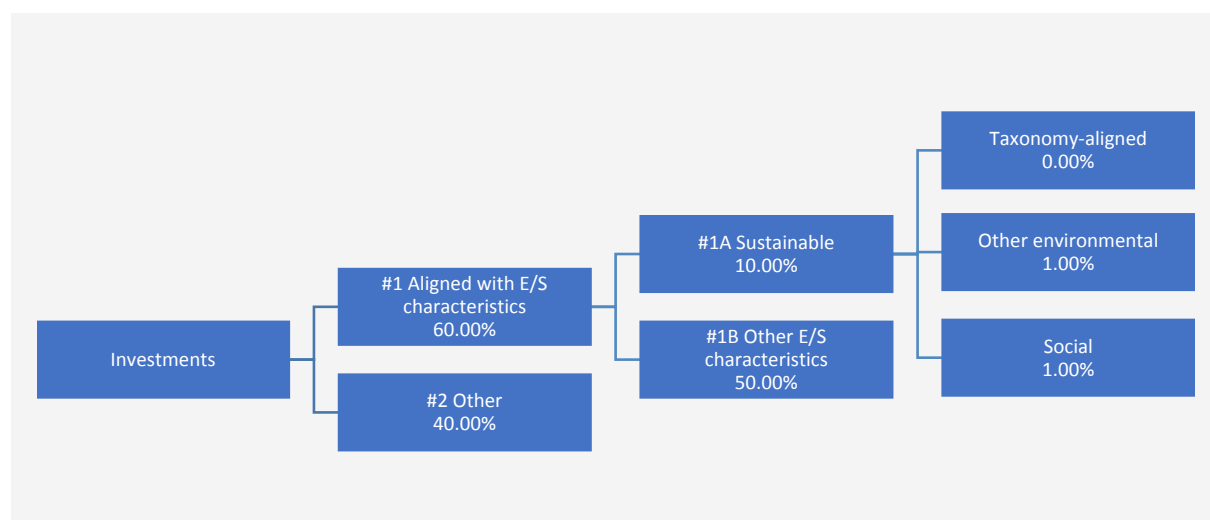 Investments
#1 Aligned with E/S
characteristics
60.00%
#2 Other
40.00%
#1A Sustainable
10.00%
#1B Other E/S
characteristics
50.00%
Taxonomy-aligned
0.00%
Other environmental
1.00%
Social
1.00%